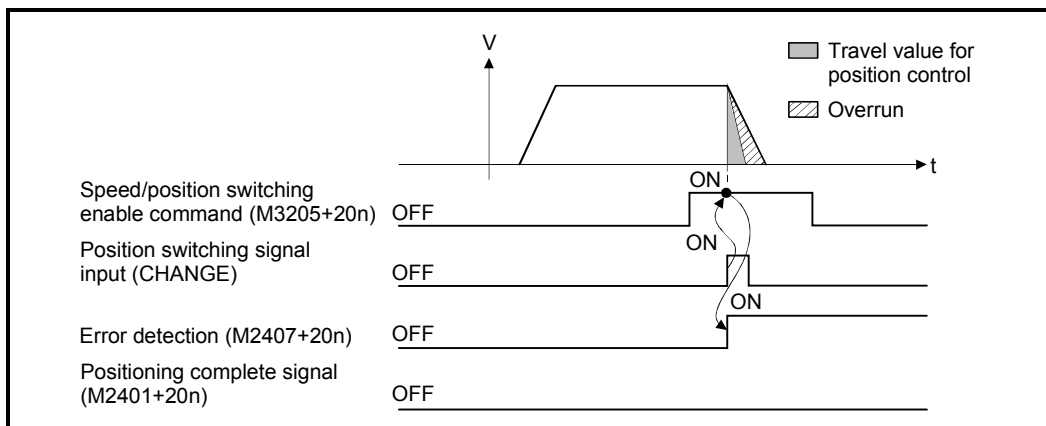 V
Travel value for
position control
Overrun
t
Speed/position switching
enable command (M3205+20n)
OFF
ON
Position switching signal
input (CHANGE)
OFF
ON
Error detection (M2407+20n)
OFF
ON
Positioning complete signal
(M2401+20n)
OFF